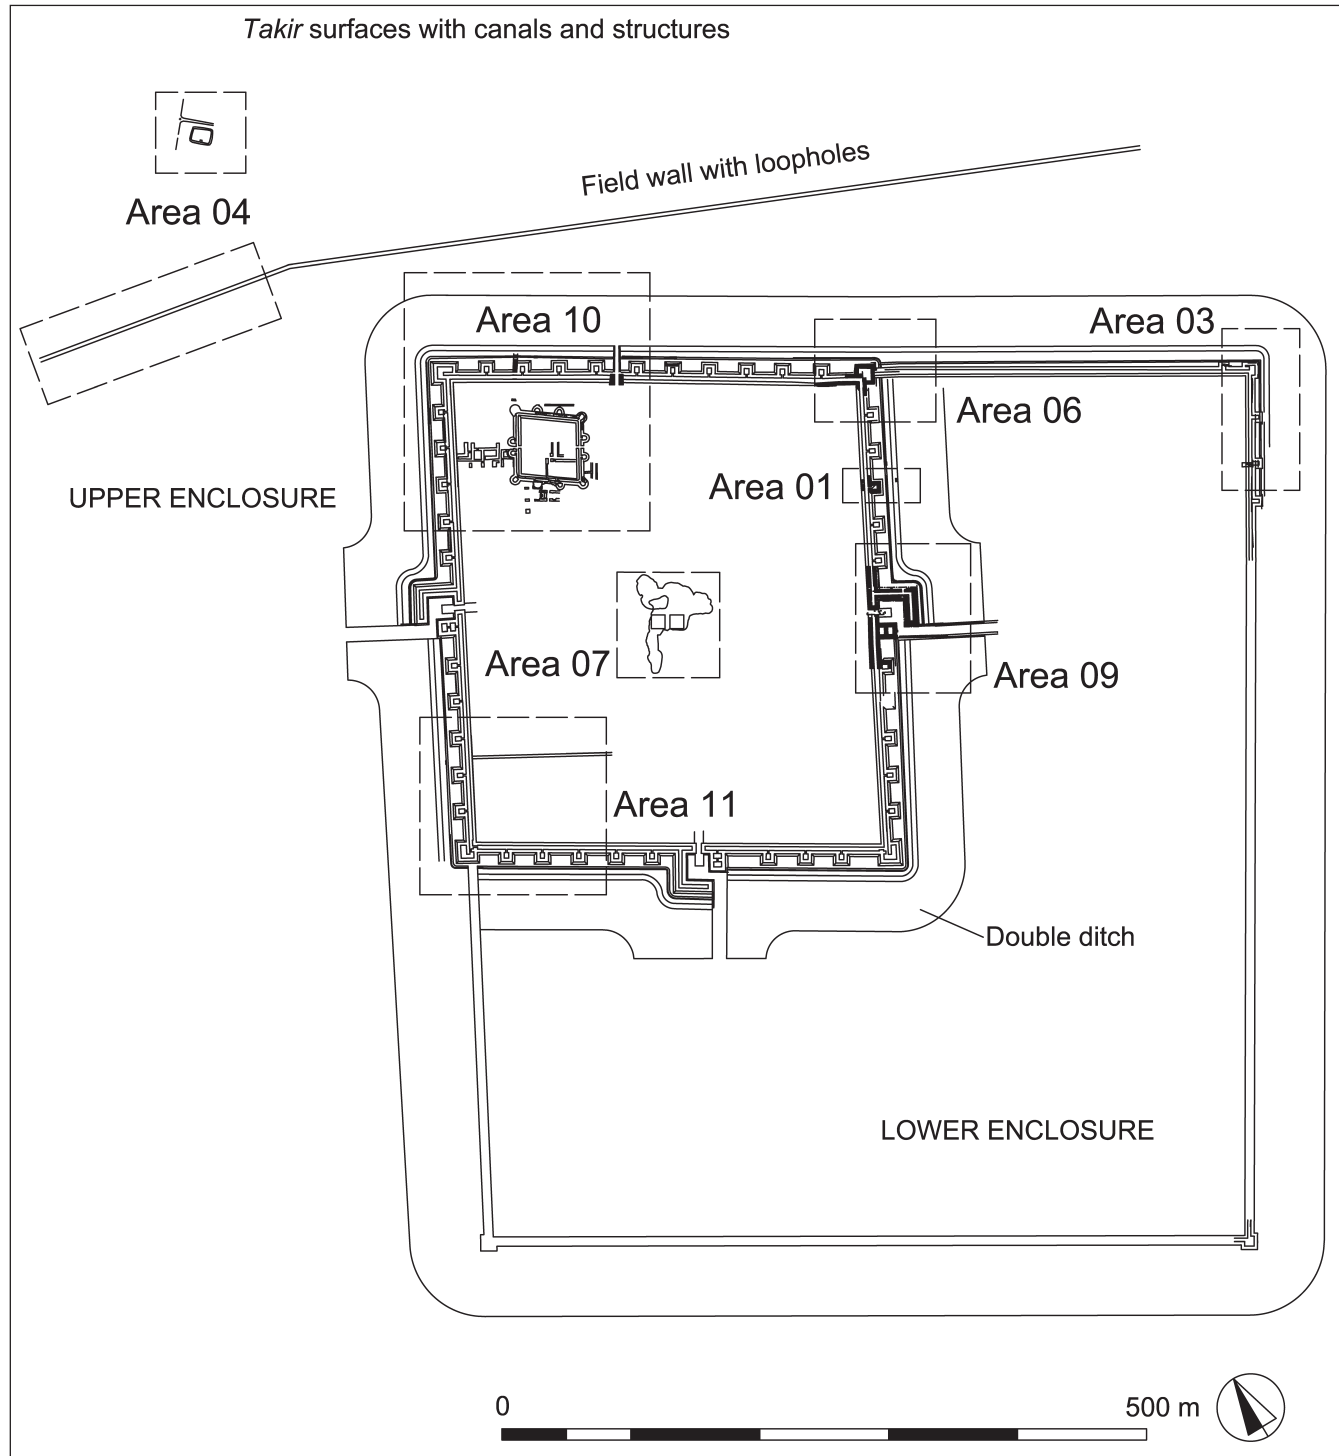 Takir surfaces with canals and structures
Field wall with loopholes
Area 04
Area 10
Area 03
Area 06
Area 01
UPPER ENCLOSURE
Area 07
Area 09
Area 11
Double ditch
LOWER ENCLOSURE
0
500 m